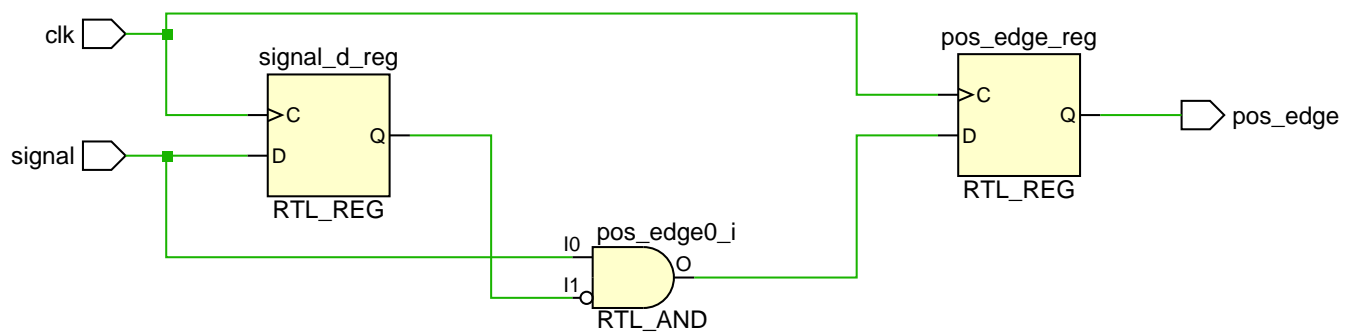 clk
signal_d_reg
C
signal
D
Q
RTL_REG
pos_edge0_i
I0
I1
O
RTL_AND
pos_edge_reg
C
D
Q
RTL_REG
pos_edge